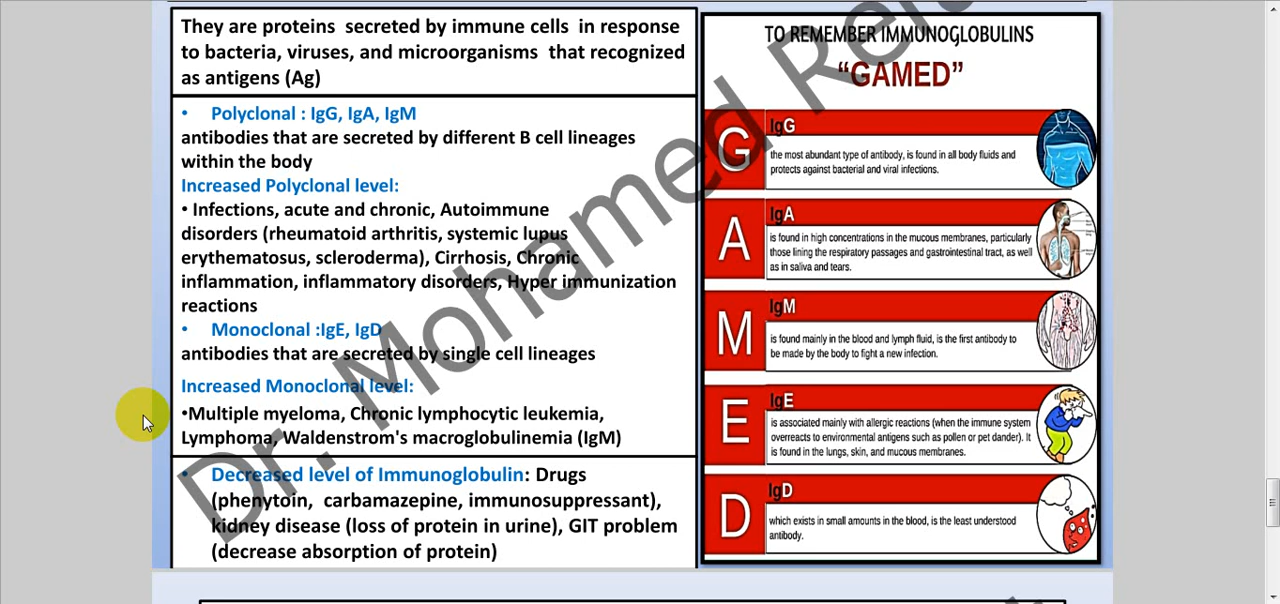 They are proteins secreted by immune cells in response
to bacteria, viruses, and microorganisms that recognized
as antigens (Ag)
• Polyclonal : IgG, IgA, IgM
antibodies that are secreted by different B cell lineages
within the body
Increased Polyclonal level:
• Infections, acute and chronic, Autoimmune
disorders (rheumatoid arthritis, systemic lupus
erythematosus, scleroderma), Cirrhosis, Chronic
inflammation, inflammatory disorders, Hyper immunization
reactions
• Monoclonal :IgE, IgD
antibodies that are secreted by single cell lineages
Increased Monoclonal level:
•Multiple myeloma, Chronic lymphocytic leukemia,
Lymphoma, Waldenstrom's macroglobulinemia (IgM)
• Decreased level of Immunoglobulin: Drugs
(phenytoin, carbamazepine, immunosuppressant),
kidney disease (loss of protein in urine), GIT problem
(decrease absorption of protein)
TO REMEMBER IMMUNOGLOBULINS
“GAMED”
G
IgG
the most abundant type of antibody, is found in all body fluids and
protects against bacterial and viral infections.
A
IgA
is found in high concentrations in the mucous membranes, particularly
those lining the respiratory passages and gastrointestinal tract, as well
as in saliva and tears.
M
IgM
is found mainly in the blood and lymph fluid, is the first antibody to
be made by the body to fight a new infection.
E
IgE
is associated mainly with allergic reactions (when the immune system
overreacts to environmental antigens such as pollen or pet dander). It
is found in the lungs, skin, and mucous membranes.
D
IgD
which exists in small amounts in the blood, is the least understood
antibody.
Dr. Mohamed